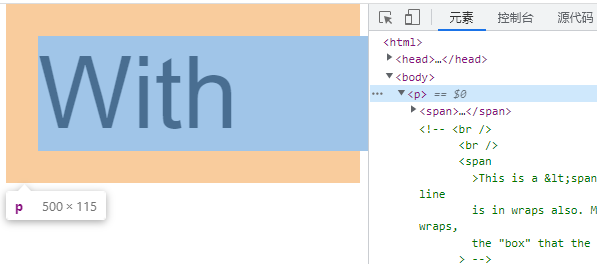 With
p 500 × 115
元素 控制台 源代码
<html>
<head>…</head>
<body>
<p> == $0
<span>…</span>
<!-- <br />
<br />
<span
>This is a &lt;span
line
is in wraps also. M
wraps,
the "box" that the
> -->